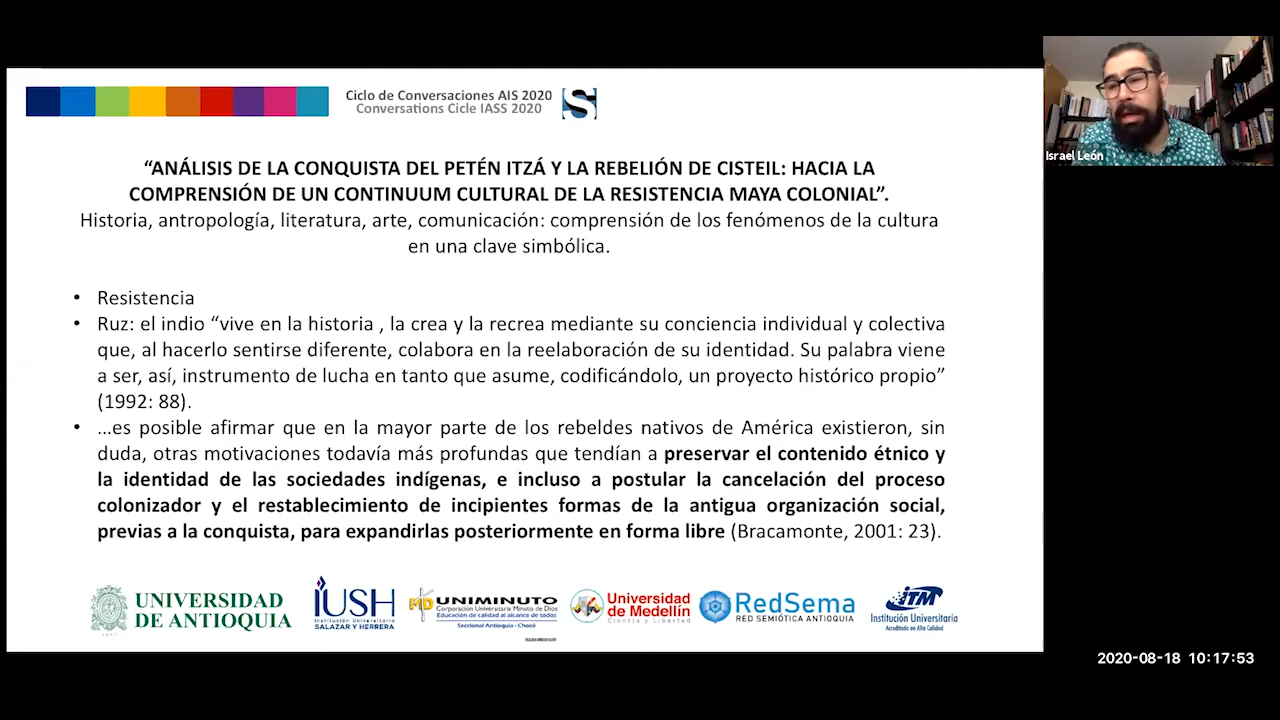 Ciclo de Conversaciones AIS 2020
Conversations Cicle IASS 2020
S
Israel León
“ANÁLISIS DE LA CONQUISTA DEL PETÉN ITZÁ Y LA REBELIÓN DE CISTEIL: HACIA LA
COMPRENSIÓN DE UN CONTINUUM CULTURAL DE LA RESISTENCIA MAYA COLONIAL”.
Historia, antropología, literatura, arte, comunicación: comprensión de los fenómenos de la cultura
en una clave simbólica.
• Resistencia
• Ruz: el indio “vive en la historia , la crea y la recrea mediante su conciencia individual y colectiva
que, al hacerlo sentirse diferente, colabora en la reelaboración de su identidad. Su palabra viene
a ser, así, instrumento de lucha en tanto que asume, codificándolo, un proyecto histórico propio”
(1992: 88).
• …es posible afirmar que en la mayor parte de los rebeldes nativos de América existieron, sin
duda, otras motivaciones todavía más profundas que tendían a preservar el contenido étnico y
la identidad de las sociedades indígenas, e incluso a postular la cancelación del proceso
colonizador y el restablecimiento de incipientes formas de la antigua organización social,
previas a la conquista, para expandirlas posteriormente en forma libre (Bracamonte, 2001: 23).
UNIVERSIDAD
DE ANTIOQUIA
IUSH
Institución Universitaria
SALAZAR Y HERRERA
MD UNIMINUTO
Corporación Universitaria Minuto de Dios
Educación de calidad al alcance de todos
Seccional Antioquia - Chocó
Universidad
de Medellín
Ciencia y Libertad
RedSema
RED SEMIÓTICA ANTIOQUIA
ITM
Institución Universitaria
Acreditada en Alta Calidad
2020-08-18 10:17:53